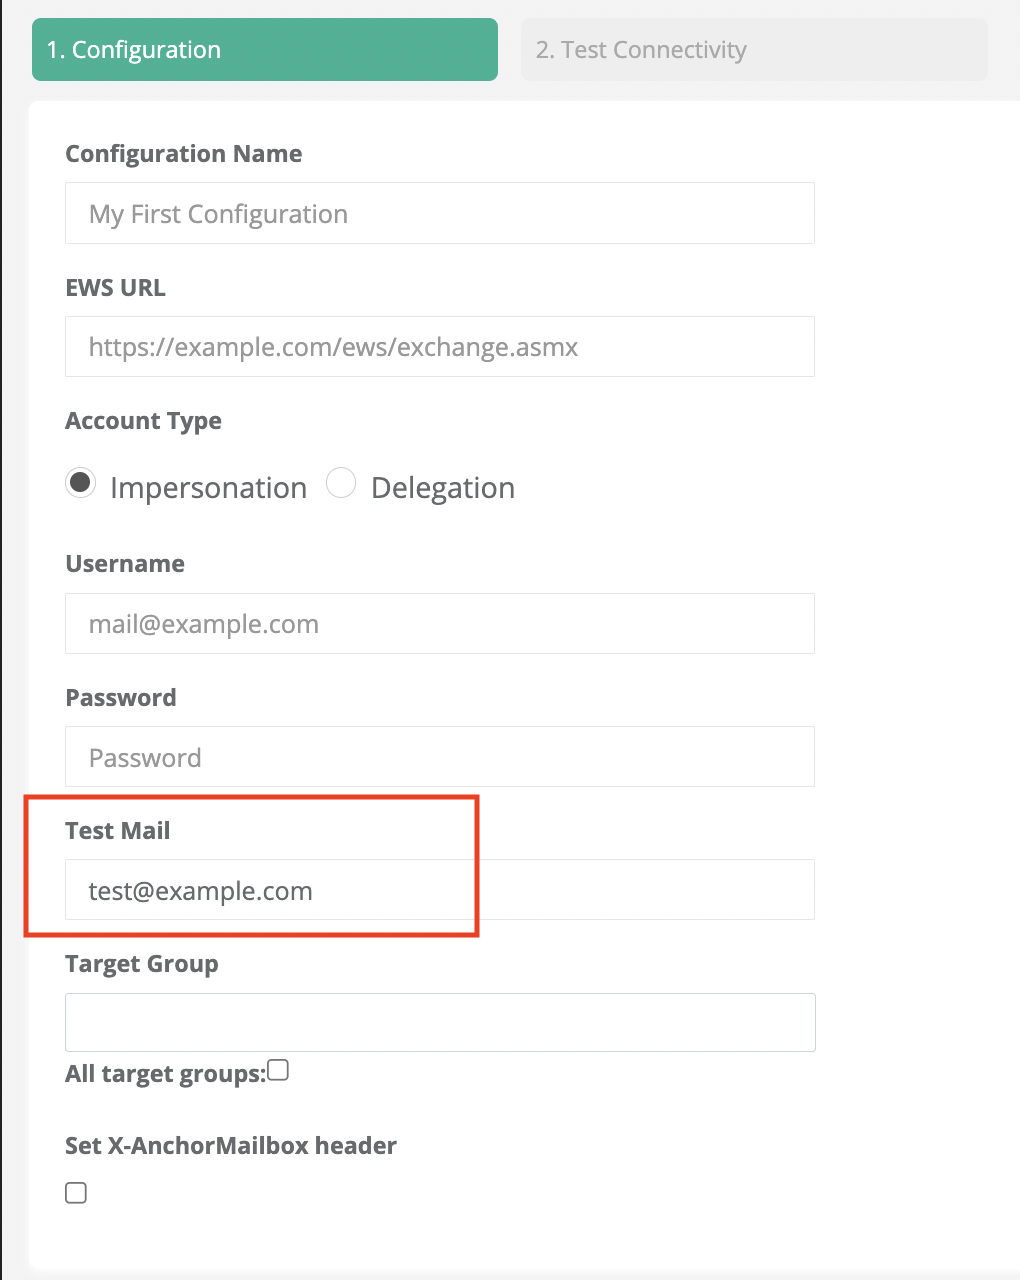 1. Configuration
2. Test Connectivity
Configuration Name
My First Configuration
EWS URL
https://example.com/ews/exchange.asmx
Account Type
Impersonation
Delegation
Username
mail@example.com
Password
Password
Test Mail
test@example.com
Target Group
All target groups:
Set X-AnchorMailbox header